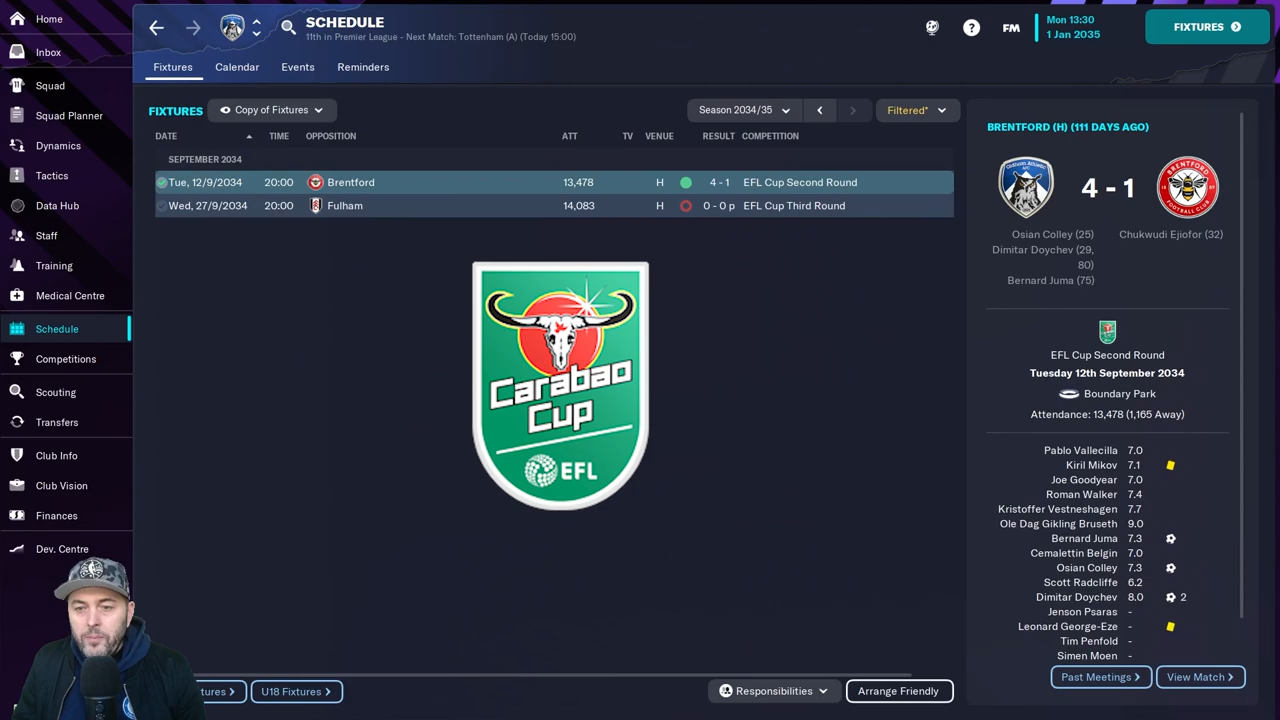 Home
Inbox
Squad
Squad Planner
Dynamics
Tactics
Data Hub
Staff
Training
Medical Centre
Schedule
Competitions
Scouting
Transfers
Club Info
Club Vision
Finances
Dev. Centre
SCHEDULE
11th in Premier League - Next Match: Tottenham (A) (Today 15:00)
FM
Mon 13:30
1 Jan 2035
FIXTURES
Fixtures Calendar Events Reminders
FIXTURES Copy of Fixtures Season 2034/35 Filtered*
DATE TIME OPPOSITION ATT TV VENUE RESULT COMPETITION
SEPTEMBER 2034
Tue, 12/9/2034 20:00 Brentford 13,478 H 4 - 1 EFL Cup Second Round
Wed, 27/9/2034 20:00 Fulham 14,083 H 0 - 0 p EFL Cup Third Round
Carabao
Cup
EFL
tures U18 Fixtures Responsibilities Arrange Friendly
BRENTFORD (H) (111 DAYS AGO)
4 - 1
Osian Colley (25) Chukwudi Ejiofor (32)
Dimitar Doychev (29,
80)
Bernard Juma (75)
EFL Cup Second Round
Tuesday 12th September 2034
Boundary Park
Attendance: 13,478 (1,165 Away)
Pablo Vallecilla 7.0
Kiril Mikov 7.1
Joe Goodyear 7.0
Roman Walker 7.4
Kristoffer Vestneshagen 7.7
Ole Dag Gikling Bruseth 9.0
Bernard Juma 7.3
Cemalettin Belgin 7.0
Osian Colley 7.3
Scott Radcliffe 6.2
Dimitar Doychev 8.0 2
Jenson Psaras -
Leonard George-Eze -
Tim Penfold -
Simen Moen -
Past Meetings View Match